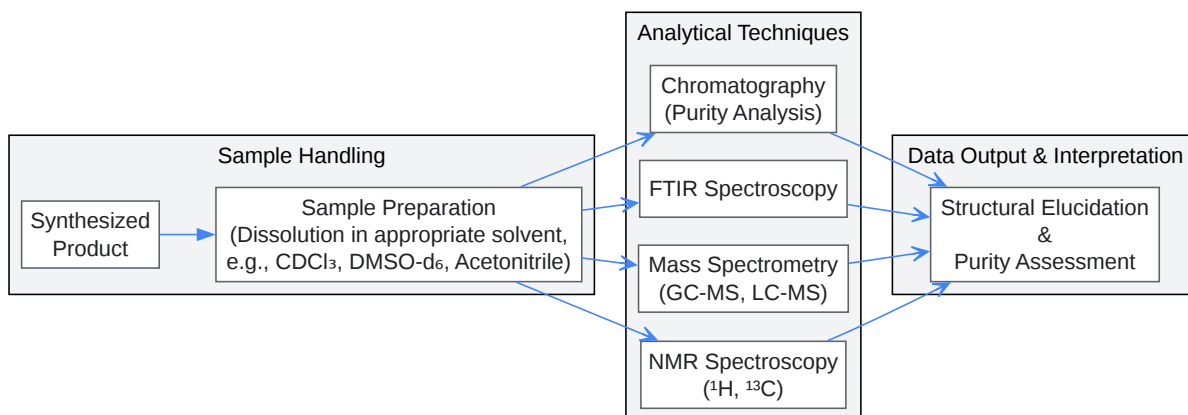 Sample Handling
Synthesized
Product
Sample Preparation
(Dissolution in appropriate solvent,
e.g., CDCl₃, DMSO-d₆, Acetonitrile)
Analytical Techniques
Chromatography
(Purity Analysis)
FTIR Spectroscopy
Mass Spectrometry
(GC-MS, LC-MS)
NMR Spectroscopy
(¹H, ¹³C)
Data Output & Interpretation
Structural Elucidation
&
Purity Assessment